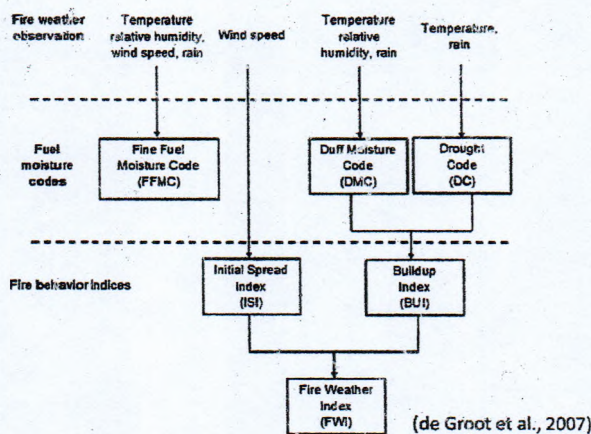 Fire weather
observation
Temperature
relative humidity,
wind speed, rain
Wind speed
Temperature
relative
humidity, rain
Temperature,
rain
Fuel
moisture
codes
Fine Fuel
Moisture Code
(FFMC)
Duff Moisture
Code
(DMC)
Drought
Code
(DC)
Fire behavior indices
Initial Spread
Index
(ISI)
Buildup
Index
(BUI)
Fire Weather
Index
(FWI)
(de Groot et al., 2007)